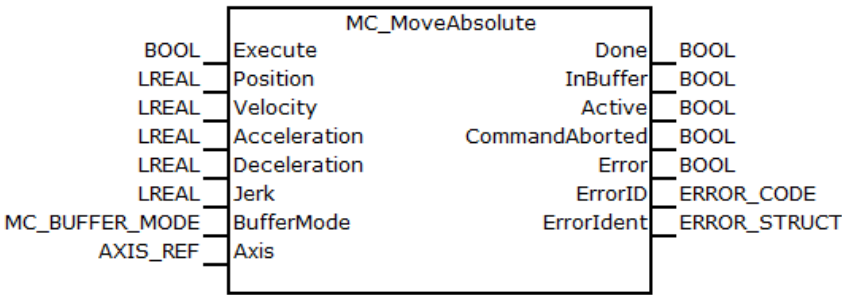 MC_MoveAbsolute
BOOL Execute Done BOOL
LREAL Position InBuffer BOOL
LREAL Velocity Active BOOL
LREAL Acceleration CommandAborted BOOL
LREAL Deceleration Error BOOL
LREAL Jerk ErrorID ERROR_CODE
MC_BUFFER_MODE BufferMode ErrorIdent ERROR_STRUCT
AXIS_REF Axis